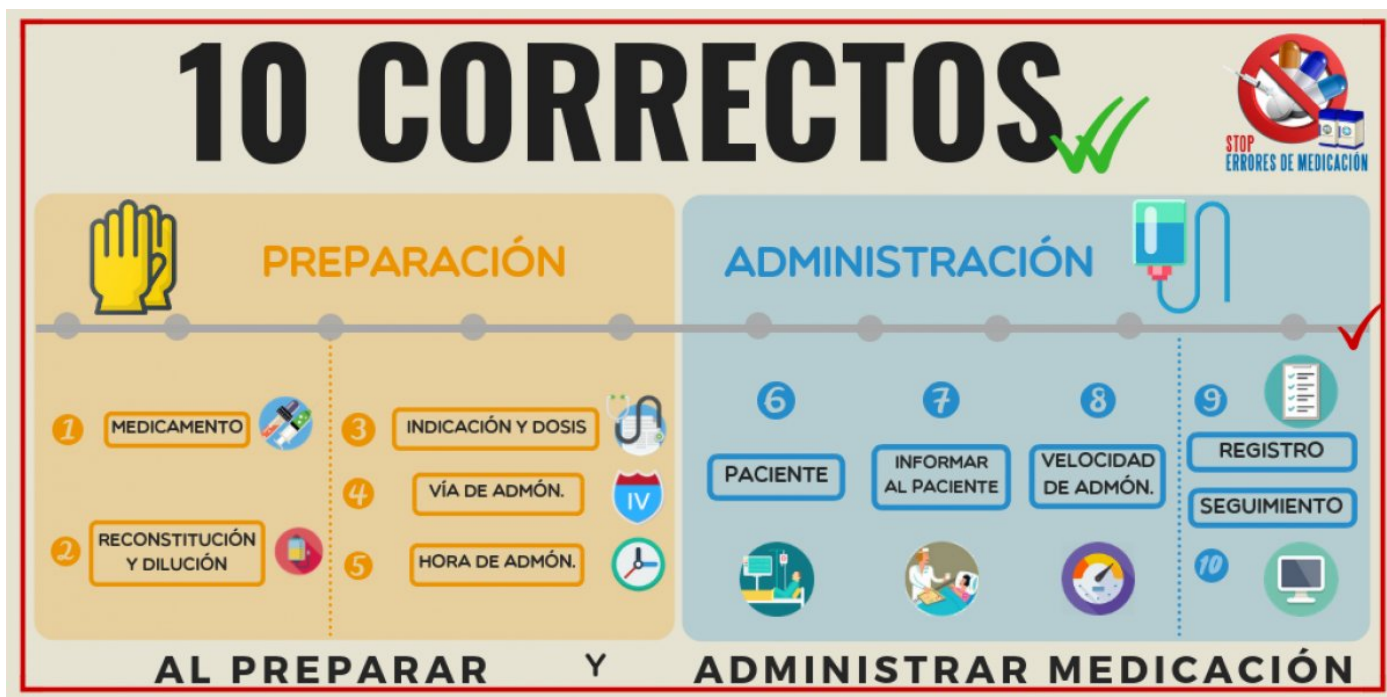 10 CORRECTOS
STOP
ERRORES DE MEDICACIÓN
PREPARACIÓN
1 MEDICAMENTO
2 RECONSTITUCIÓN
Y DILUCIÓN
3 INDICACIÓN Y DOSIS
4 VÍA DE ADMÓN. IV
5 HORA DE ADMÓN.
ADMINISTRACIÓN
6
PACIENTE
7
INFORMAR
AL PACIENTE
8
VELOCIDAD
DE ADMÓN.
9
REGISTRO
SEGUIMIENTO
10
AL PREPARAR Y ADMINISTRAR MEDICACIÓN